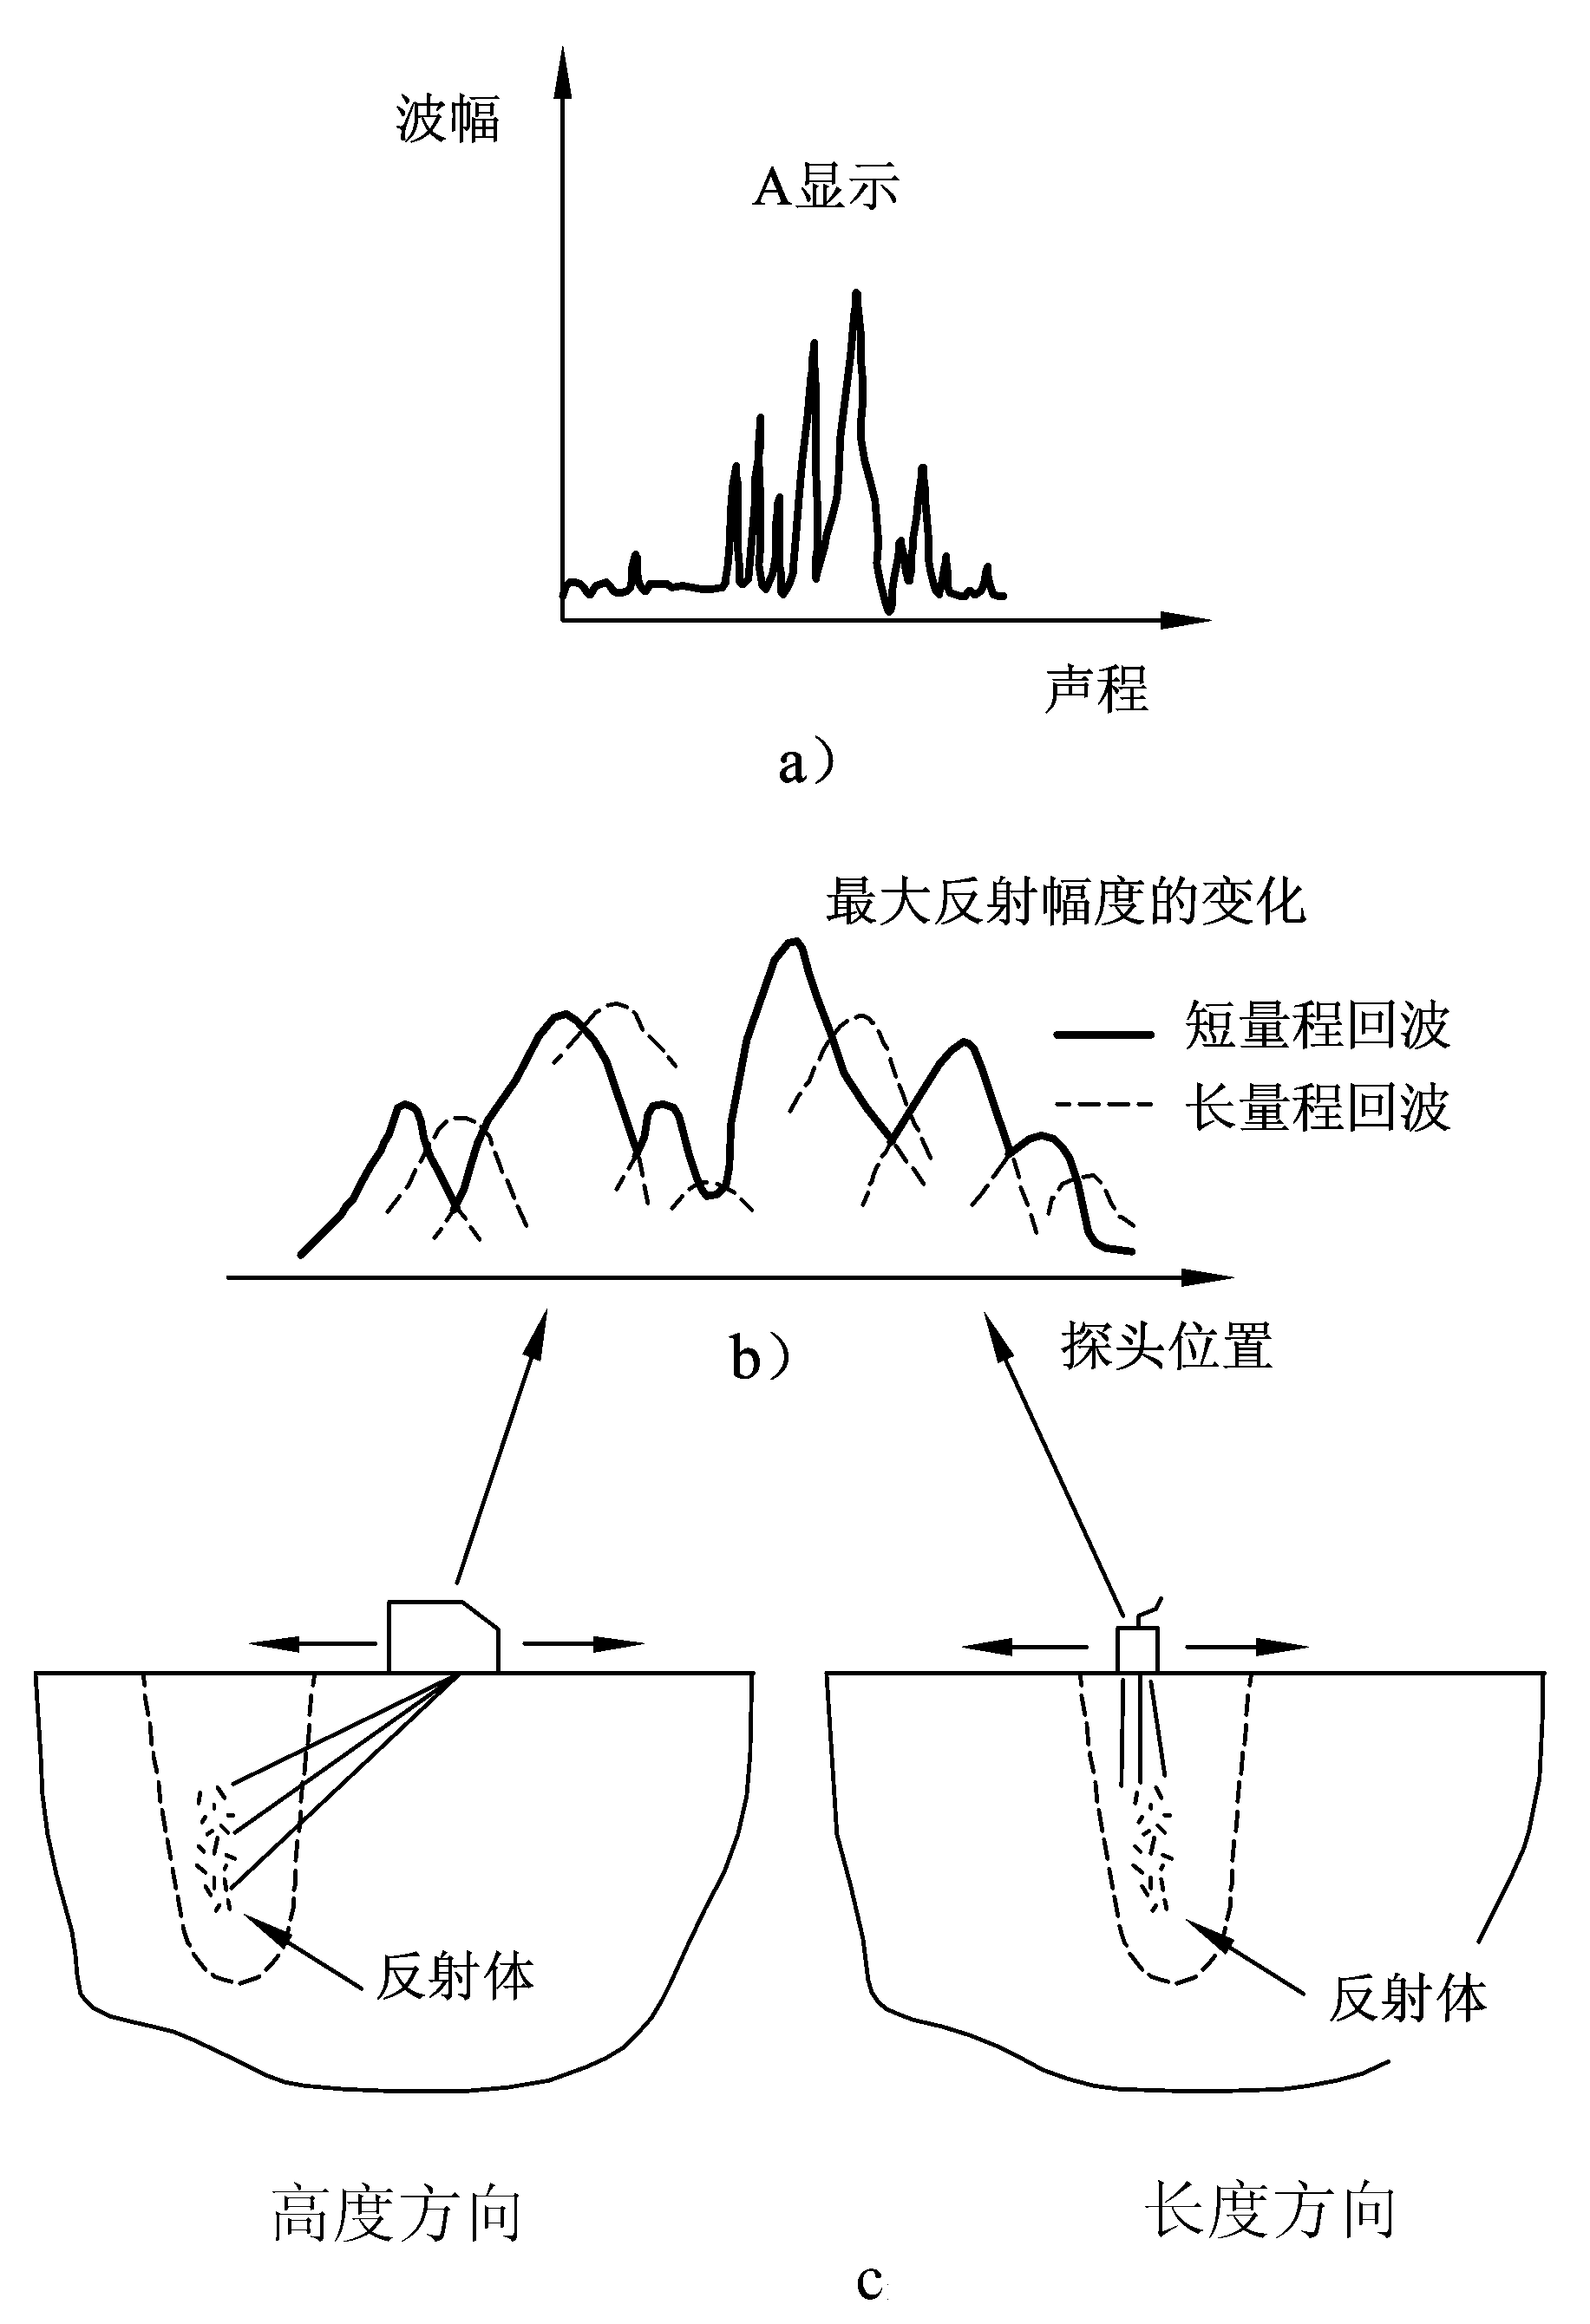 波幅
A显示
声程
a）
最大反射幅度的变化
短量程回波
长量程回波
b）
探头位置
反射体
反射体
高度方向
长度方向
c